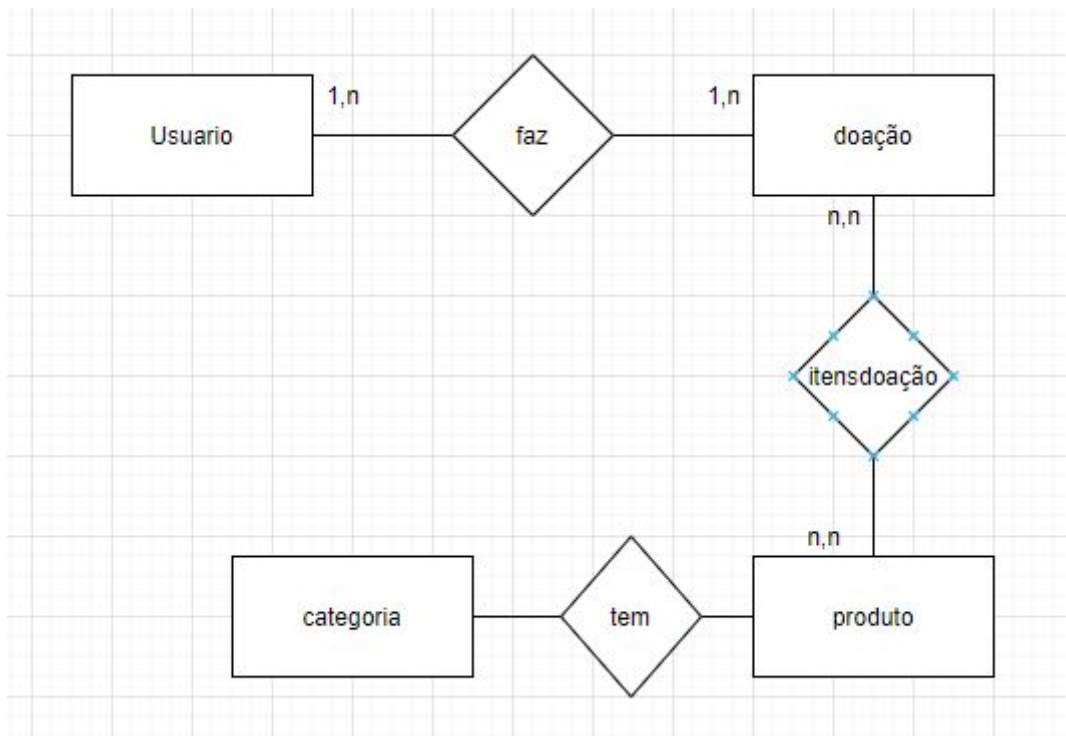 1,n
1,n
Usuario
faz
doação
n,n
itensdoação
n,n
categoria
tem
produto